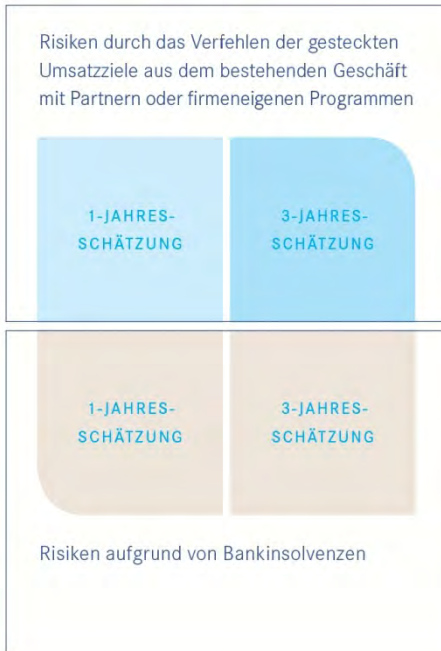 Risiken durch das Verfehlen der gesteckten
Umsatzziele aus dem bestehenden Geschäft
mit Partnern oder firmeneigenen Programmen
1-JAHRES-
SCHÄTZUNG
3-JAHRES-
SCHÄTZUNG
1-JAHRES-
SCHÄTZUNG
3-JAHRES-
SCHÄTZUNG
Risiken aufgrund von Bankinsolvenzen